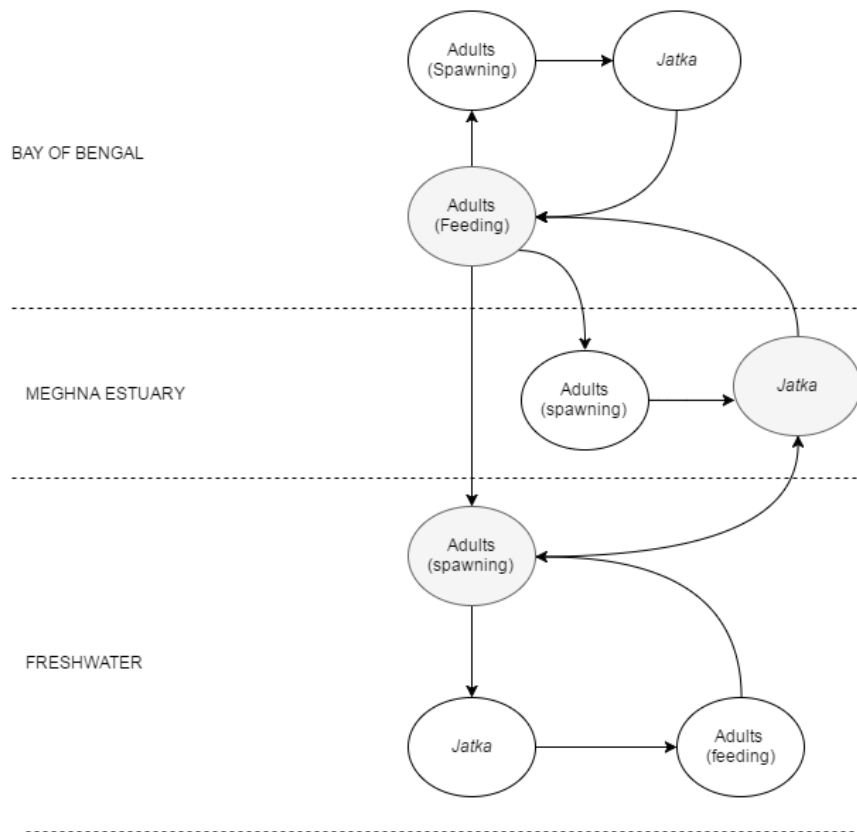 Adults
(Spawning)
Jatka
BAY OF BENGAL
Adults
(Feeding)
MEGHNA ESTUARY
Adults
(spawning)
Jatka
Adults
(spawning)
FRESHWATER
Jatka
Adults
(feeding)